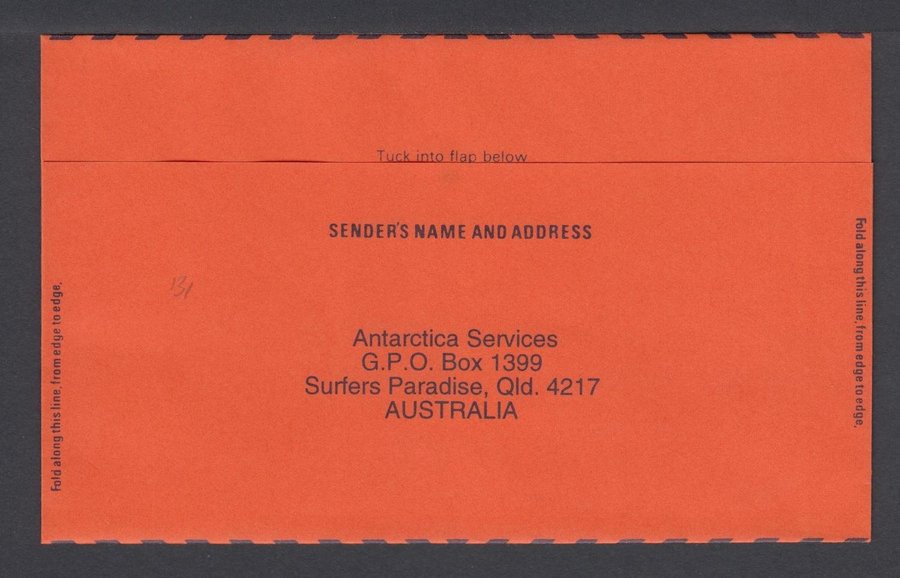 Tuck into flap below
SENDER'S NAME AND ADDRESS
Fold along this line, from edge to edge.
Fold along this line, from edge to edge.
Antarctica Services
G.P.O. Box 1399
Surfers Paradise, Qld. 4217
AUSTRALIA